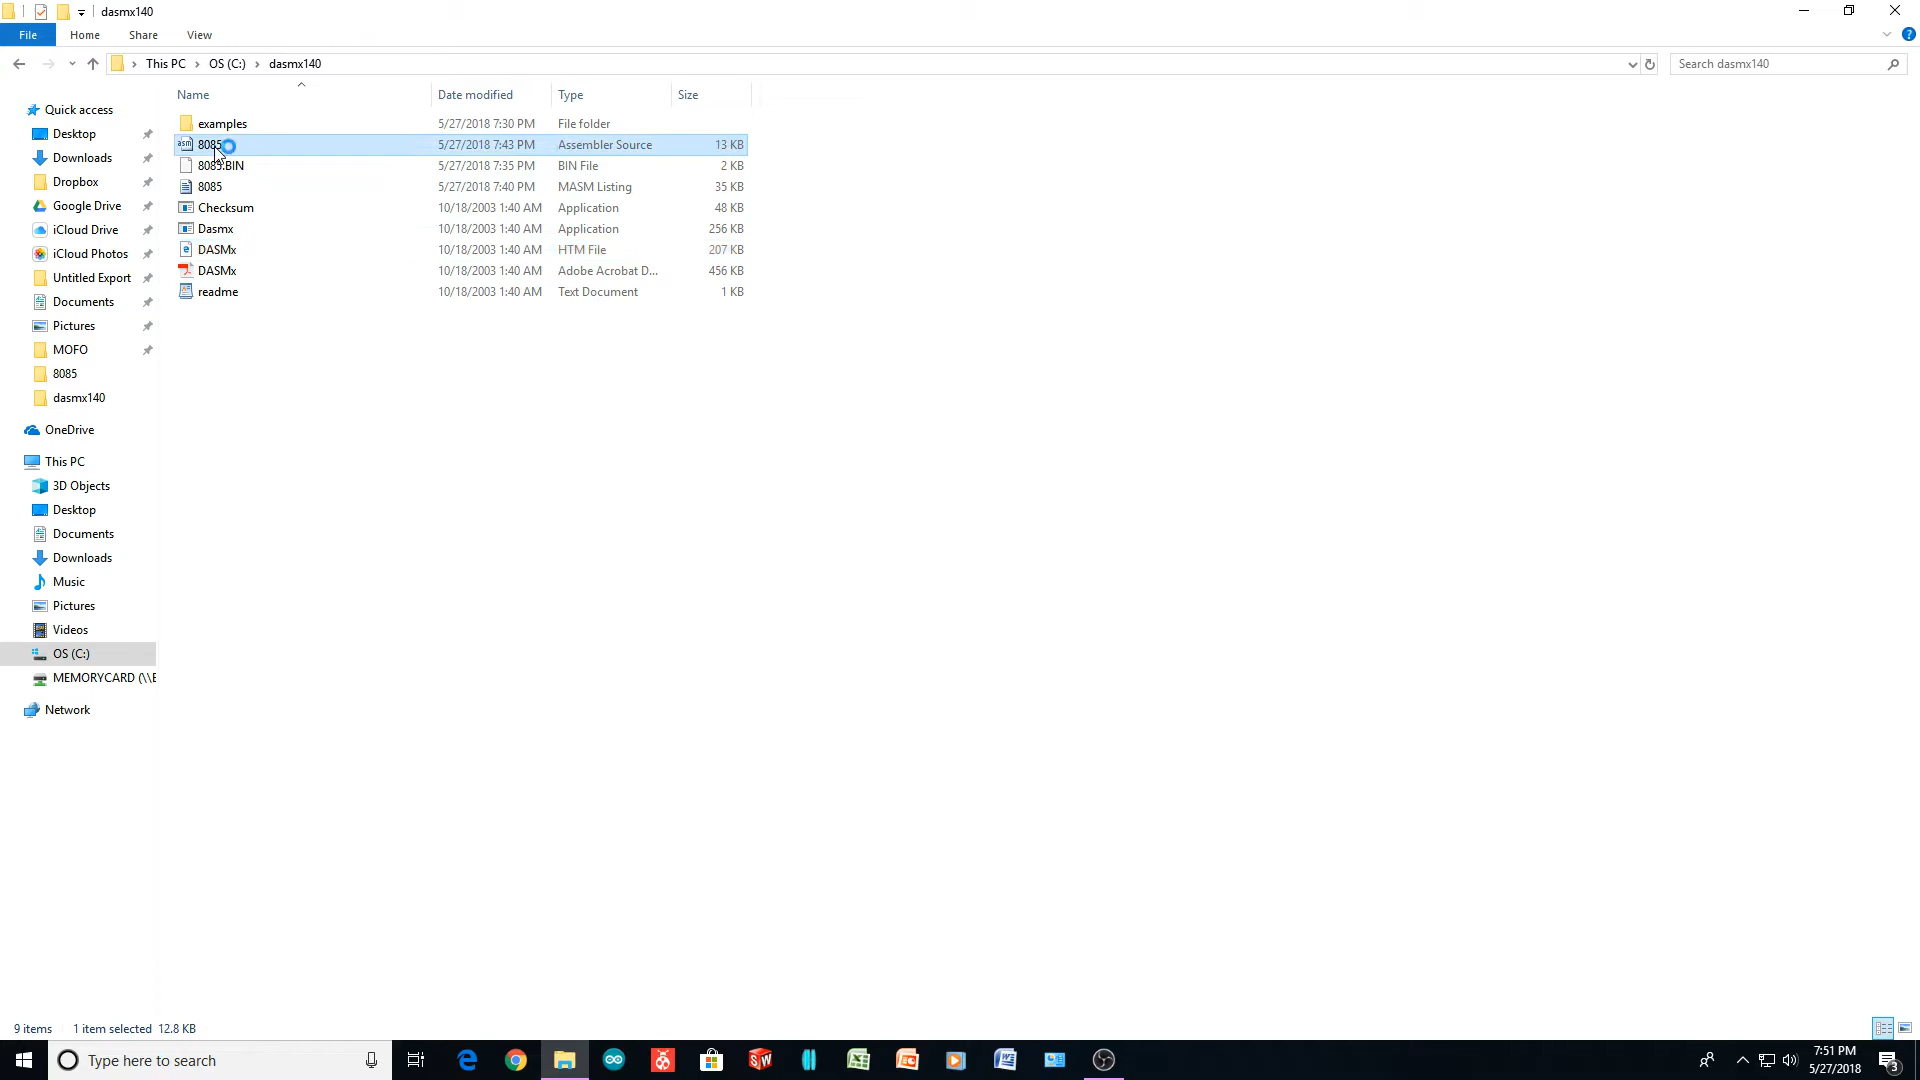 dasmx140
File Home Share View
This PC OS (C:) dasmx140
Search dasmx140
Name Date modified Type Size
examples 5/27/2018 7:30 PM File folder
8085 5/27/2018 7:43 PM Assembler Source 13 KB
8085.BIN 5/27/2018 7:35 PM BIN File 2 KB
8085 5/27/2018 7:40 PM MASM Listing 35 KB
Checksum 10/18/2003 1:40 AM Application 48 KB
Dasmx 10/18/2003 1:40 AM Application 256 KB
DASMx 10/18/2003 1:40 AM HTM File 207 KB
DASMx 10/18/2003 1:40 AM Adobe Acrobat D... 456 KB
readme 10/18/2003 1:40 AM Text Document 1 KB
Quick access
Desktop
Downloads
Dropbox
Google Drive
iCloud Drive
iCloud Photos
Untitled Export
Documents
Pictures
MOFO
8085
dasmx140
OneDrive
This PC
3D Objects
Desktop
Documents
Downloads
Music
Pictures
Videos
OS (C:)
MEMORYCARD (\\E
Network
9 items 1 item selected 12.8 KB
Type here to search
7:51 PM
5/27/2018
3